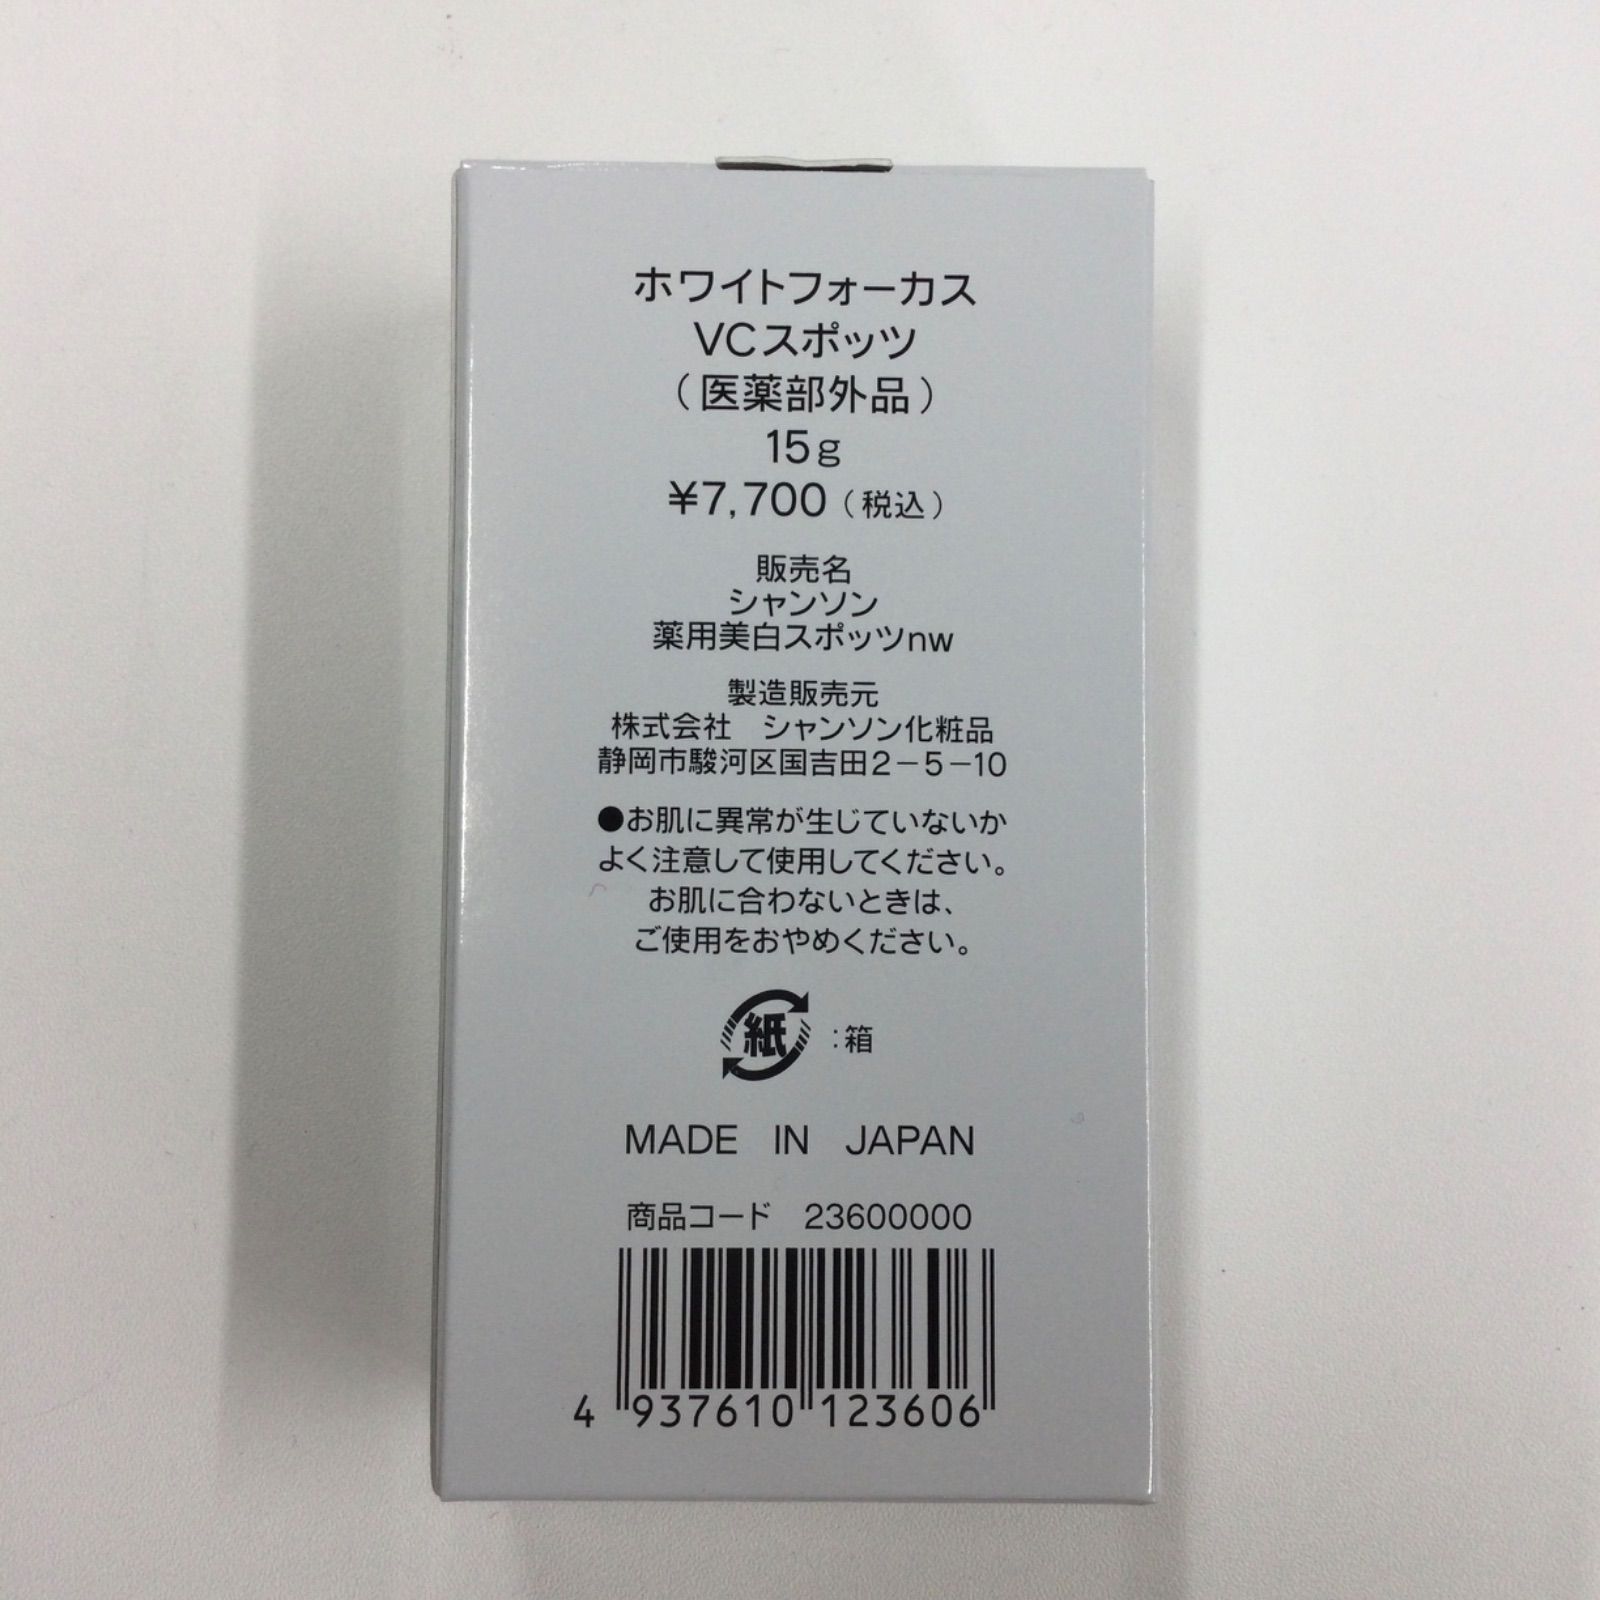 ホワイトフォーカス
VCスポッツ
（医薬部外品）
15g
¥7,700（税込）
販売名
シャンソン
薬用美白スポッツnw
製造販売元
株式会社　シャンソン化粧品
静岡市駿河区国吉田2－5－10
●お肌に異常が生じていないか
よく注意して使用してください。
お肌に合わないときは、
ご使用をおやめください。
紙：箱
MADE IN JAPAN
商品コード　23600000
4 937610 123606